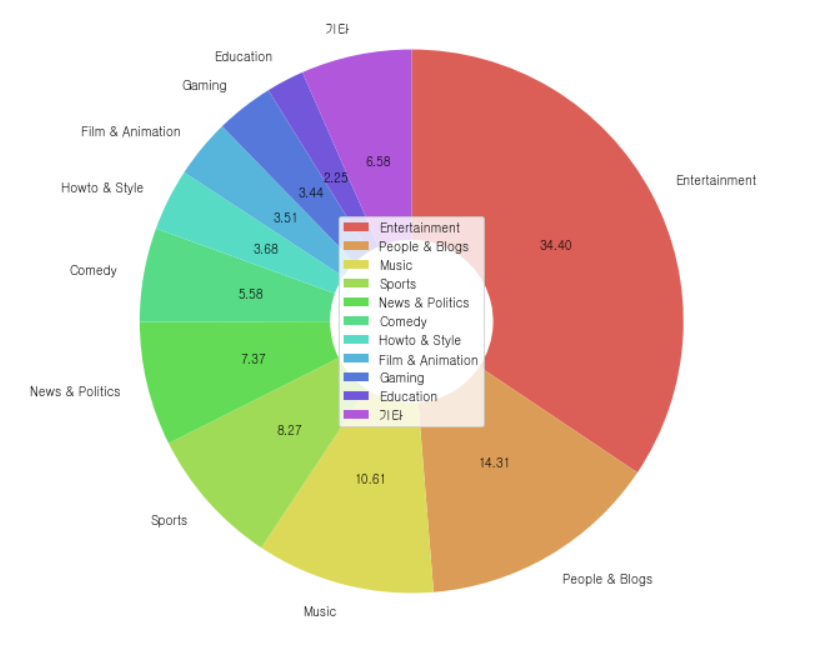 기타
Education
Gaming
Film & Animation
Howto & Style
Comedy
News & Politics
Sports
Music
People & Blogs
Entertainment
6.58
2.25
3.44
3.51
3.68
5.58
7.37
8.27
10.61
14.31
34.40
Entertainment
People & Blogs
Music
Sports
News & Politics
Comedy
Howto & Style
Film & Animation
Gaming
Education
기타